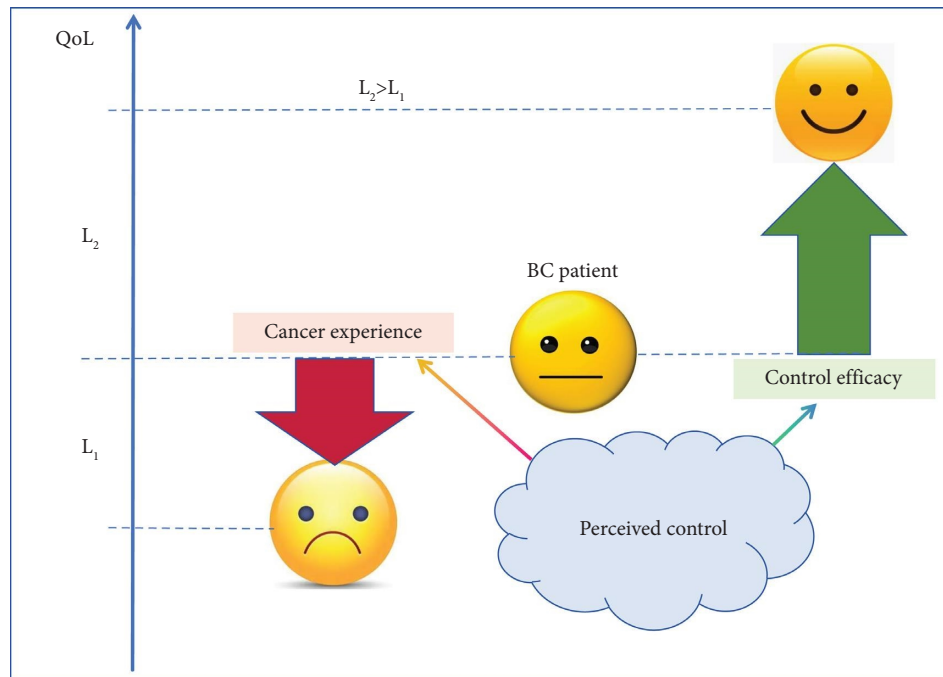 QoL
L₂>L₁
L₂
BC patient
Cancer experience
Control efficacy
L₁
Perceived control